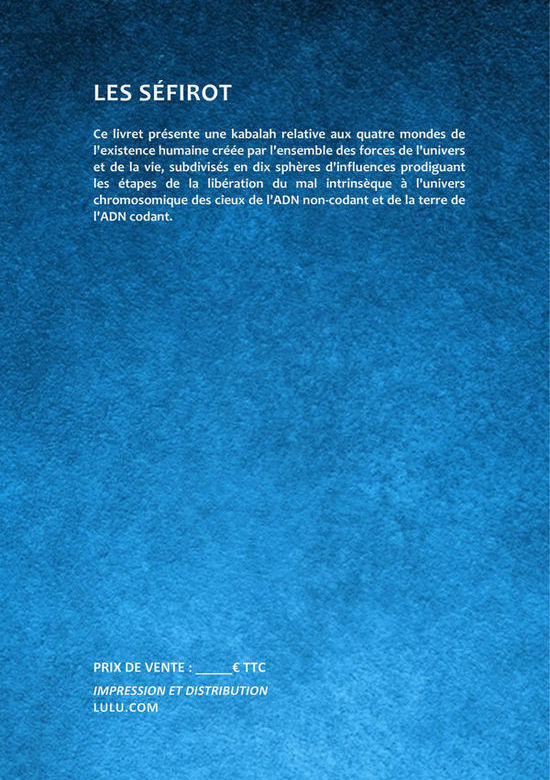 LES SÉFIROT
Ce livret présente une kabalah relative aux quatre mondes de
l'existence humaine créée par l'ensemble des forces de l'univers
et de la vie, subdivisés en dix sphères d'influences prodiguant
les étapes de la libération du mal intrinsèque à l'univers
chromosomique des cieux de l'ADN non-codant et de la terre de
l'ADN codant.
PRIX DE VENTE : _____€ TTC
IMPRESSION ET DISTRIBUTION
LULU.COM